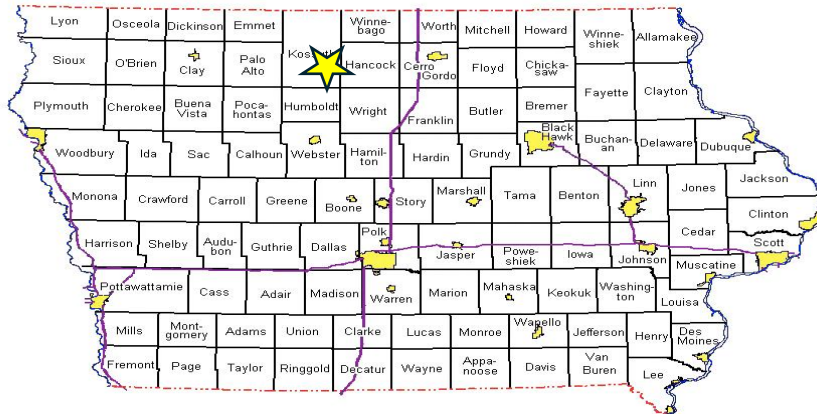 Lyon
Osceola
Dickinson
Emmet
Winne-
bago
Worth
Mitchell
Howard
Winne-
shiek
Allamakee
Sioux
O'Brien
Clay
Palo
Alto
Hancock
Cerro
Gordo
Floyd
Chicka-
saw
Fayette
Clayton
Plymouth
Cherokee
Buena
Vista
Poca-
hontas
Humboldt
Wright
Franklin
Butler
Bremer
Woodbury
Ida
Sac
Calhoun
Webster
Hamil-
ton
Hardin
Grundy
Black
Hawk
Buchan-
an
Delaware
Dubuque
Monona
Crawford
Carroll
Greene
Boone
Story
Marshall
Tama
Benton
Linn
Jones
Jackson
Clinton
Harrison
Shelby
Audu-
bon
Guthrie
Dallas
Polk
Jasper
Powe-
shiek
Iowa
Johnson
Cedar
Scott
Muscatine
Pottawattamie
Cass
Adair
Madison
Warren
Marion
Mahaska
Keokuk
Washing-
ton
Louisa
Mills
Mont-
gomery
Adams
Union
Clarke
Lucas
Monroe
Wapello
Jefferson
Henry
Des
Moines
Fremont
Page
Taylor
Ringgold
Decatur
Wayne
Appa-
noose
Davis
Van
Buren
Lee